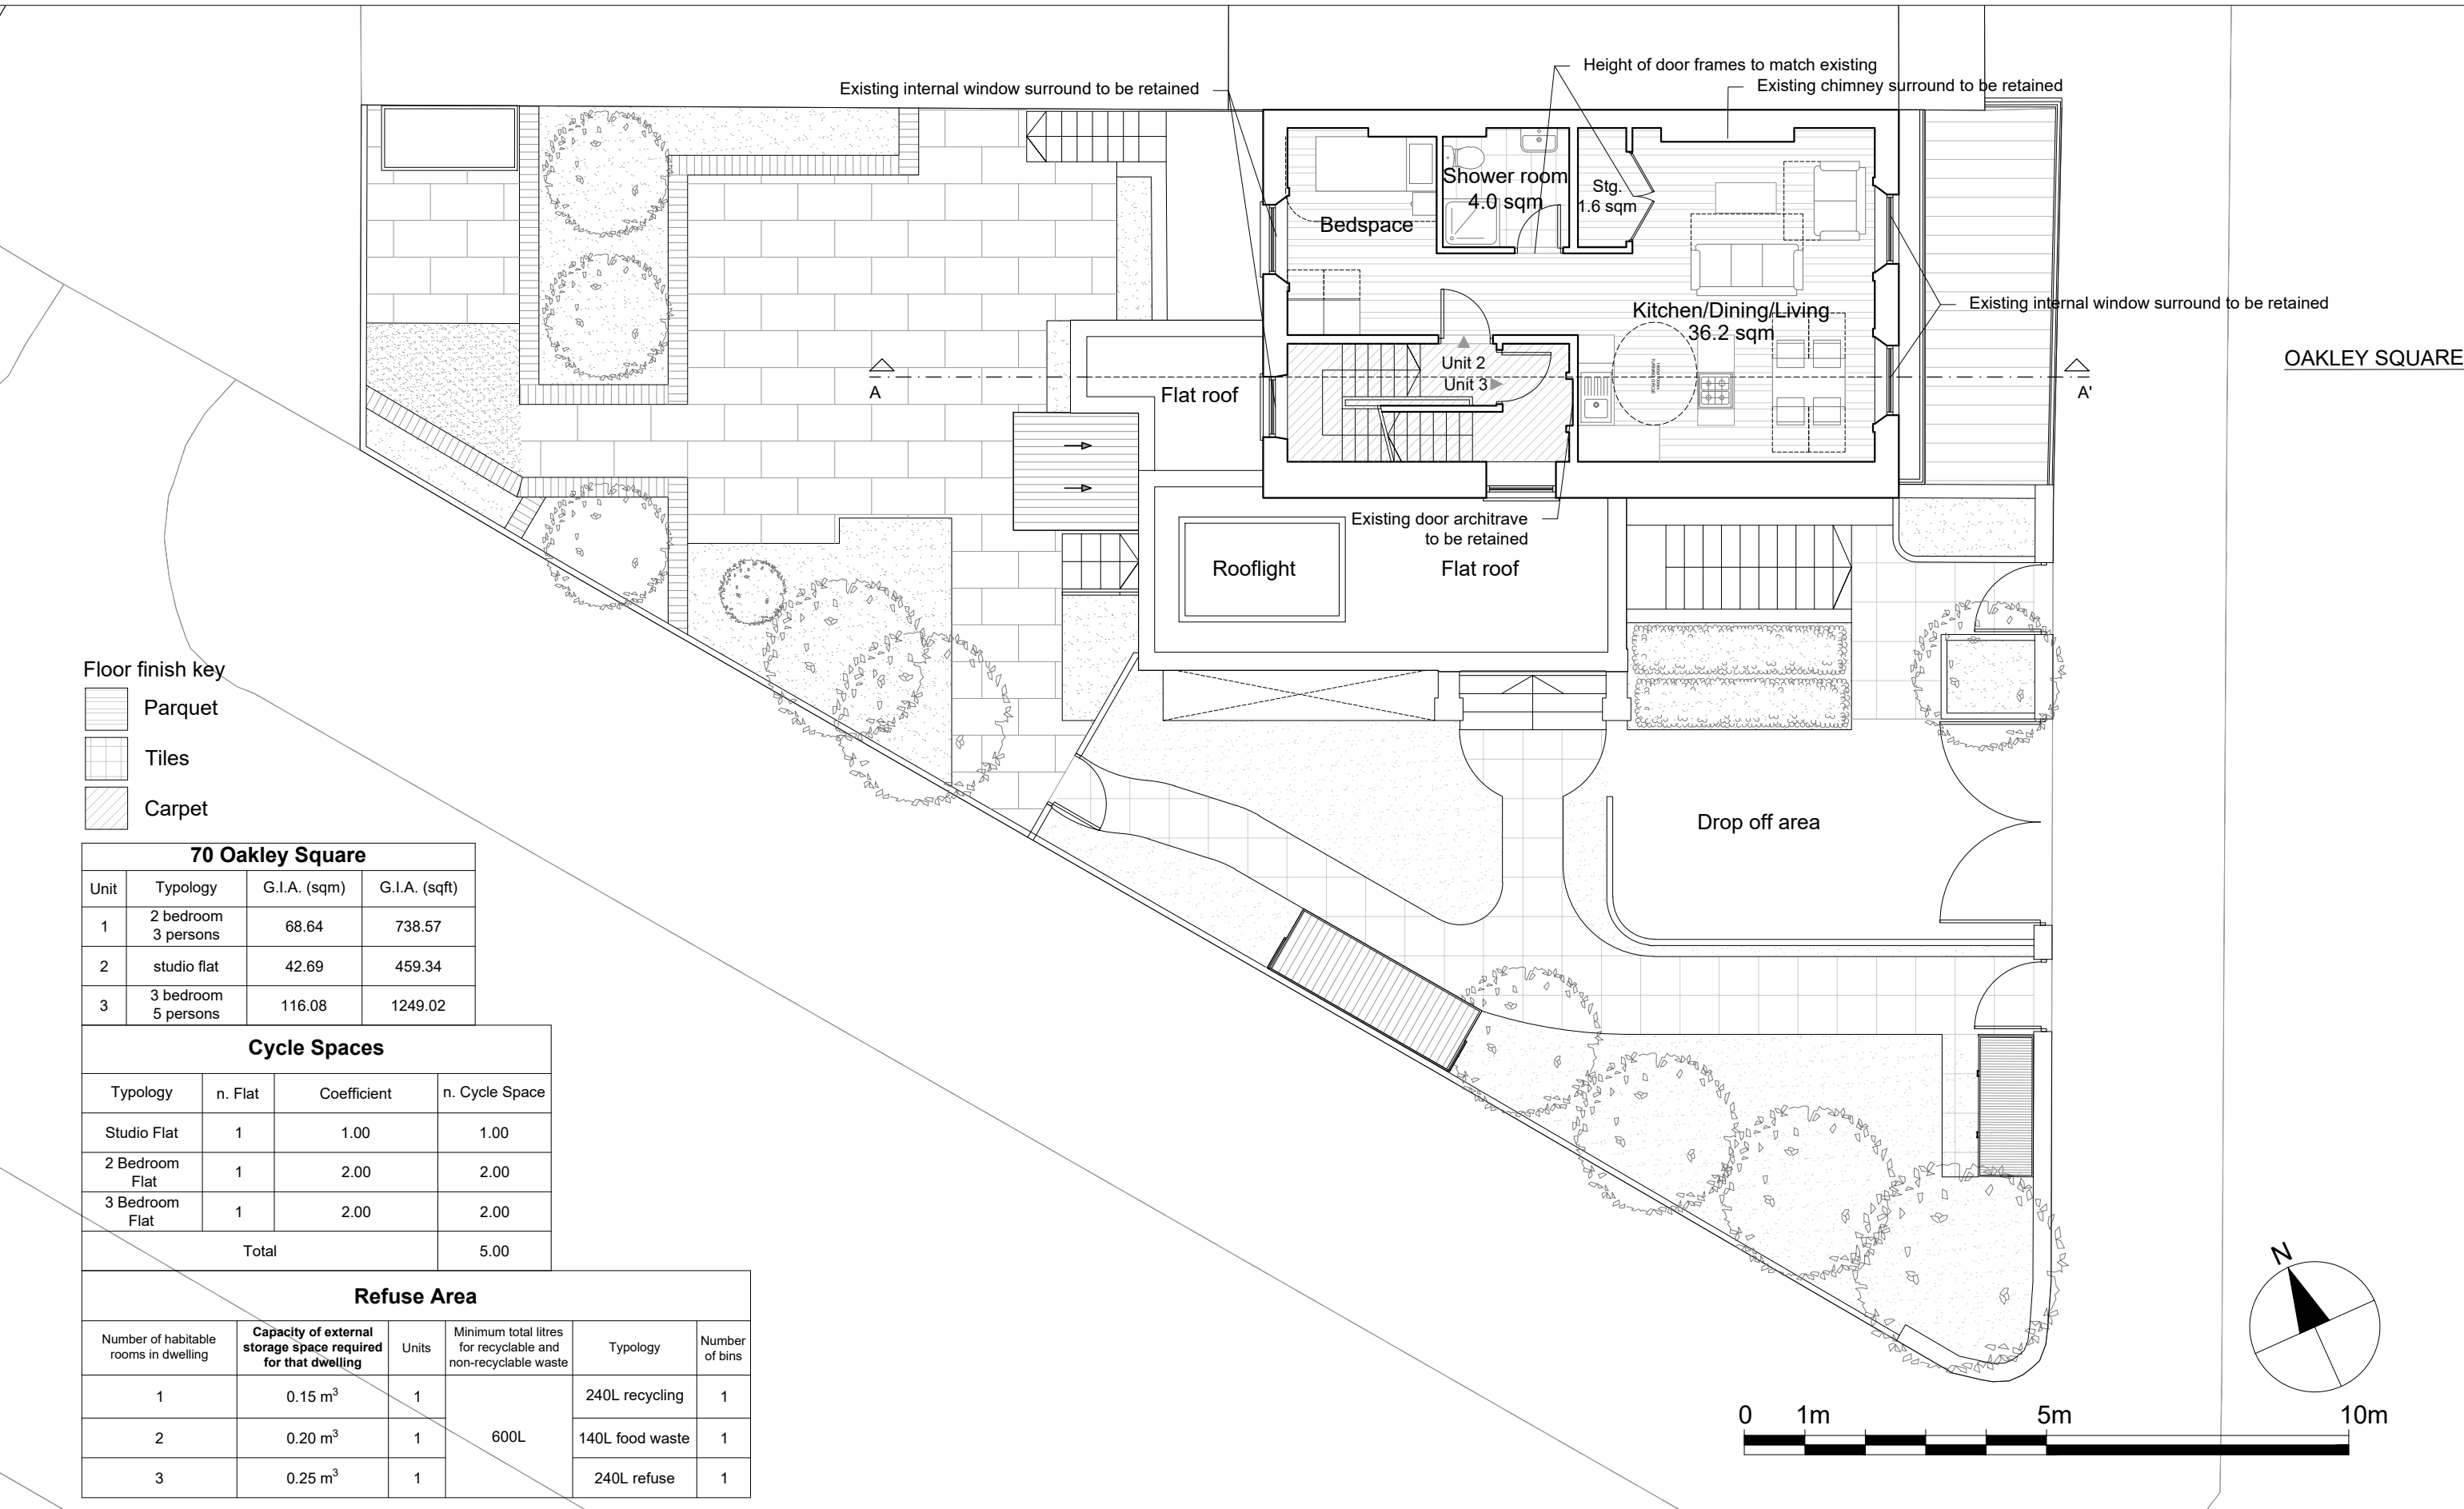 Height of door frames to match existing
Existing internal window surround to be retained
Existing chimney surround to be retained
Shower room
4.0 sqm
Stg.
1.6 sqm
Bedspace
Existing internal window surround to be retained
Kitchen/Dining/Living
36.2 sqm
OAKLEY SQUARE
Unit 2
Unit 3
A
A'
Flat roof
Existing door architrave
to be retained
Rooflight
Flat roof
Drop off area
Floor finish key
Parquet
Tiles
Carpet
70 Oakley Square
Unit Typology G.I.A. (sqm) G.I.A. (sqft)
1 2 bedroom 3 persons 68.64 738.57
2 studio flat 42.69 459.34
3 3 bedroom 5 persons 116.08 1249.02
Cycle Spaces
Typology n. Flat Coefficient n. Cycle Space
Studio Flat 1 1.00 1.00
2 Bedroom Flat 1 2.00 2.00
3 Bedroom Flat 1 2.00 2.00
Total 5.00
Refuse Area
Number of habitable rooms in dwelling Capacity of external storage space required for that dwelling Units Minimum total litres for recyclable and non-recyclable waste Typology Number of bins
1 0.15 m³ 1 240L recycling 1
2 0.20 m³ 1 600L 140L food waste 1
3 0.25 m³ 1 240L refuse 1
N
0 1m 5m 10m